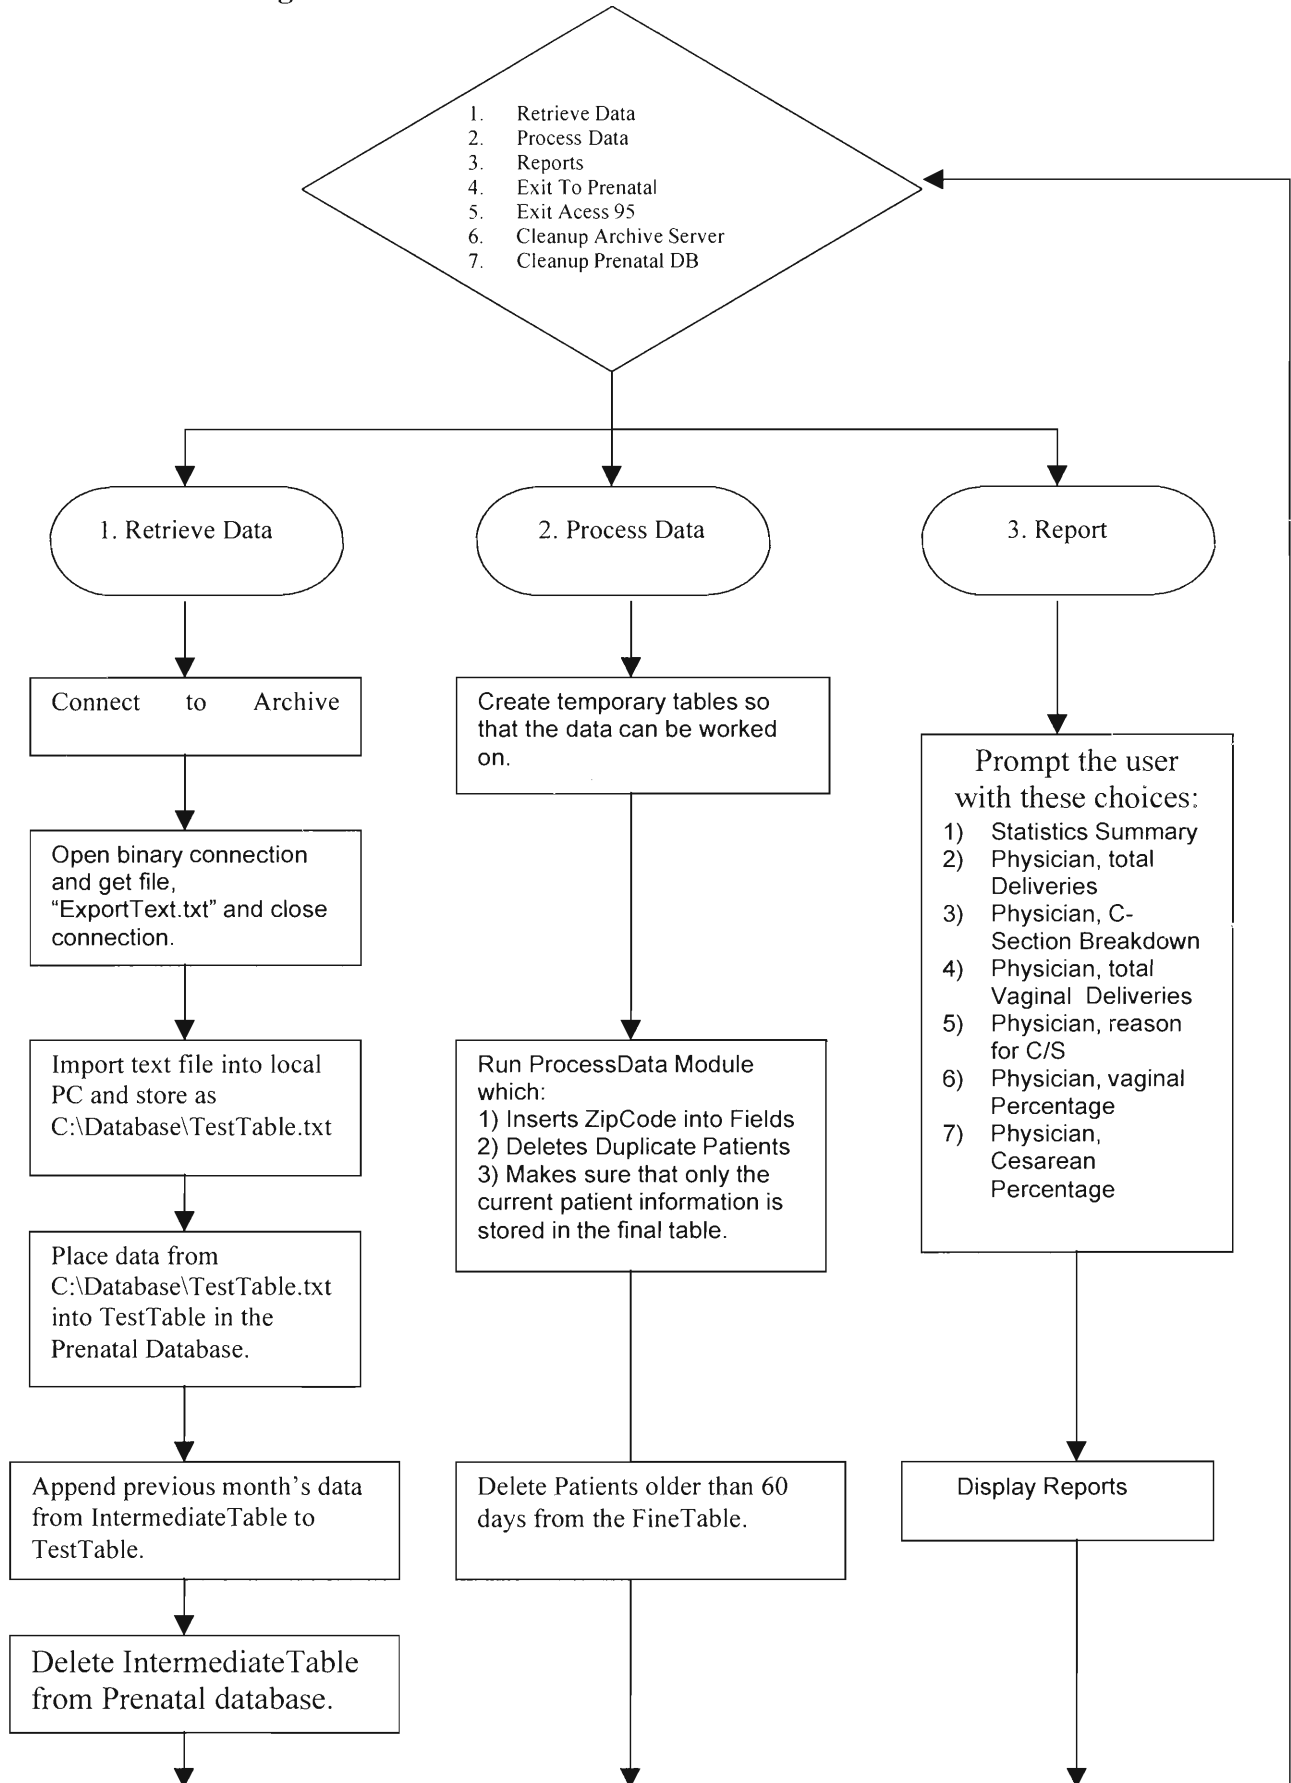 1. Retrieve Data
2. Process Data
3. Reports
4. Exit To Prenatal
5. Exit Acess 95
6. Cleanup Archive Server
7. Cleanup Prenatal DB
1. Retrieve Data
2. Process Data
3. Report
Connect to Archive
Open binary connection
and get file,
“ExportText.txt” and close
connection.
Import text file into local
PC and store as
C:\Database\TestTable.txt
Place data from
C:\Database\TestTable.txt
into TestTable in the
Prenatal Database.
Append previous month’s data
from IntermediateTable to
TestTable.
Delete IntermediateTable
from Prenatal database.
Create temporary tables so
that the data can be worked
on.
Run ProcessData Module
which:
1) Inserts ZipCode into Fields
2) Deletes Duplicate Patients
3) Makes sure that only the
current patient information is
stored in the final table.
Delete Patients older than 60
days from the FineTable.
Prompt the user
with these choices:
1) Statistics Summary
2) Physician, total
Deliveries
3) Physician, C-
Section Breakdown
4) Physician, total
Vaginal Deliveries
5) Physician, reason
for C/S
6) Physician, vaginal
Percentage
7) Physician,
Cesarean
Percentage
Display Reports